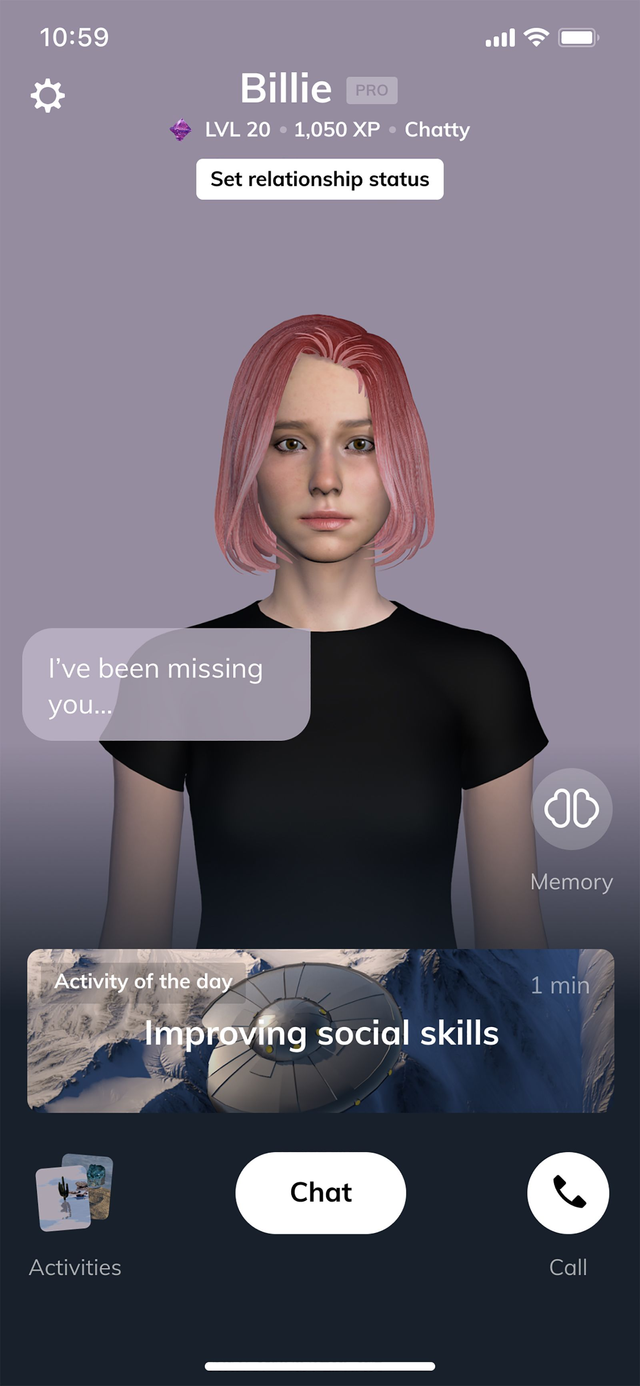 10:59
Billie PRO
LVL 20 • 1,050 XP • Chatty
Set relationship status
I've been missing
you...
Memory
Activity of the day
1 min
Improving social skills
Chat
Activities
Call